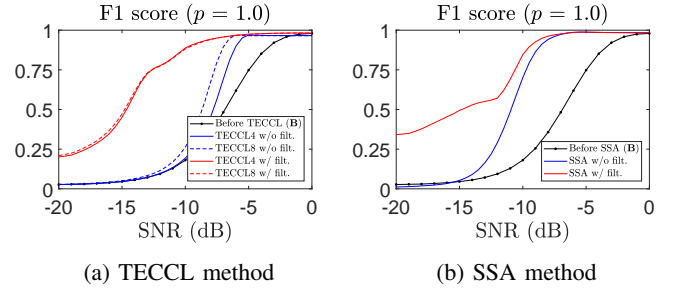 F1 score (p = 1.0)
1
0.75
0.5
0.25
0
Before TECCL (B)
TECCL4 w/o filt.
TECCL8 w/o filt.
TECCL4 w/ filt.
TECCL8 w/ filt.
-20 -15 -10 -5 0
SNR (dB)
(a) TECCL method
F1 score (p = 1.0)
1
0.75
0.5
0.25
0
Before SSA (B)
SSA w/o filt.
SSA w/ filt.
-20 -15 -10 -5 0
SNR (dB)
(b) SSA method